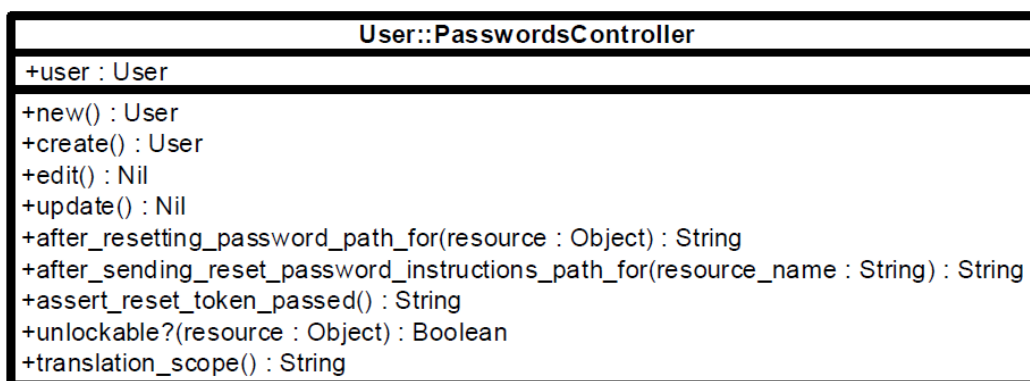 User::PasswordsController
+user : User
+new() : User
+create() : User
+edit() : Nil
+update() : Nil
+after_resetting_password_path_for(resource : Object) : String
+after_sending_reset_password_instructions_path_for(resource_name : String) : String
+assert_reset_token_passed() : String
+unlockable?(resource : Object) : Boolean
+translation_scope() : String